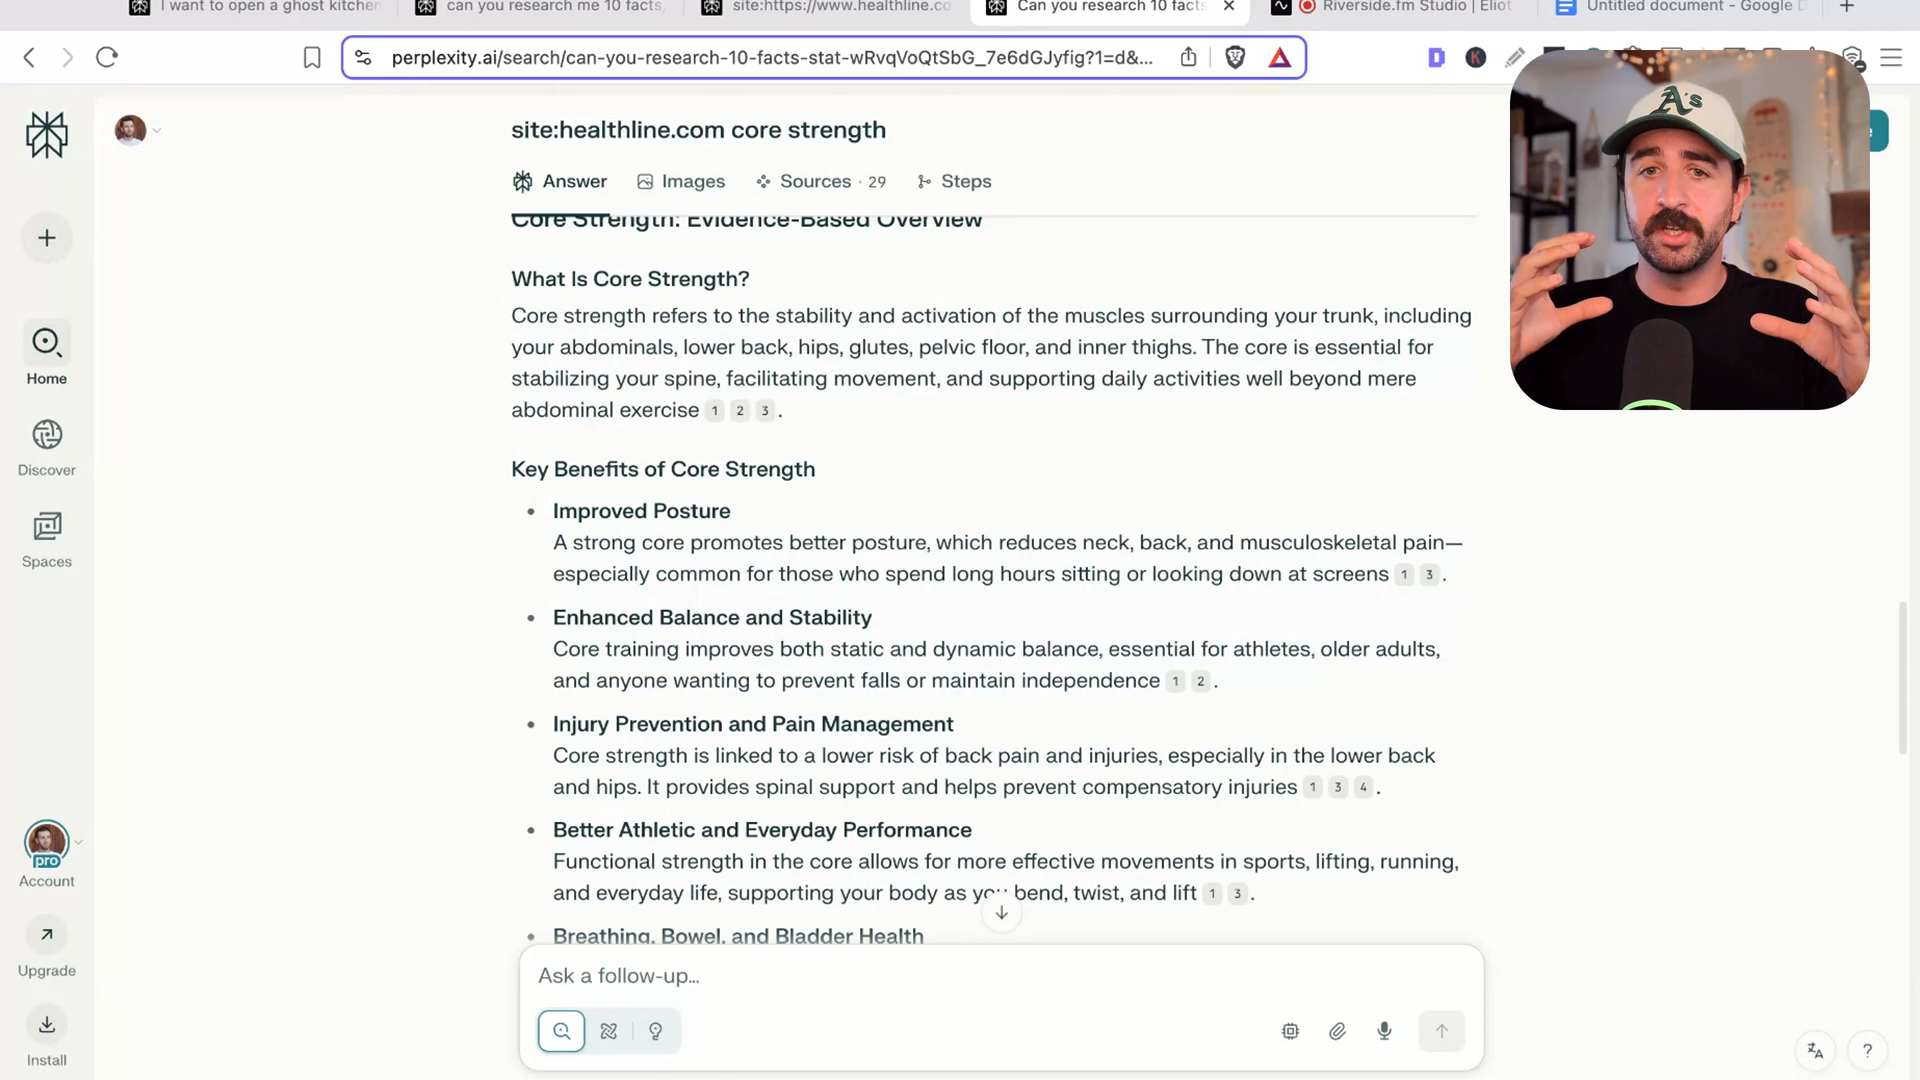 I want to open a ghost kitchen
can you research me 10 facts,
site:https://www.healthline.co
Can you research 10 facts
Riverside.fm Studio | Eliot
Untitled document - Google D
perplexity.ai/search/can-you-research-10-facts-stat-wRvqVoQtSbG_7e6dGJyfig?1=d&...
D
K
A's
site:healthline.com core strength
Answer
Images
Sources · 29
Steps
Core Strength: Evidence-Based Overview
What Is Core Strength?
Core strength refers to the stability and activation of the muscles surrounding your trunk, including
your abdominals, lower back, hips, glutes, pelvic floor, and inner thighs. The core is essential for
stabilizing your spine, facilitating movement, and supporting daily activities well beyond mere
abdominal exercise 1 2 3 .
Key Benefits of Core Strength
• Improved Posture
A strong core promotes better posture, which reduces neck, back, and musculoskeletal pain—
especially common for those who spend long hours sitting or looking down at screens 1 3 .
• Enhanced Balance and Stability
Core training improves both static and dynamic balance, essential for athletes, older adults,
and anyone wanting to prevent falls or maintain independence 1 2 .
• Injury Prevention and Pain Management
Core strength is linked to a lower risk of back pain and injuries, especially in the lower back
and hips. It provides spinal support and helps prevent compensatory injuries 1 3 4 .
• Better Athletic and Everyday Performance
Functional strength in the core allows for more effective movements in sports, lifting, running,
and everyday life, supporting your body as you bend, twist, and lift 1 3 .
• Breathing, Bowel, and Bladder Health
Ask a follow-up...
Home
Discover
Spaces
pro
Account
Upgrade
Install
?